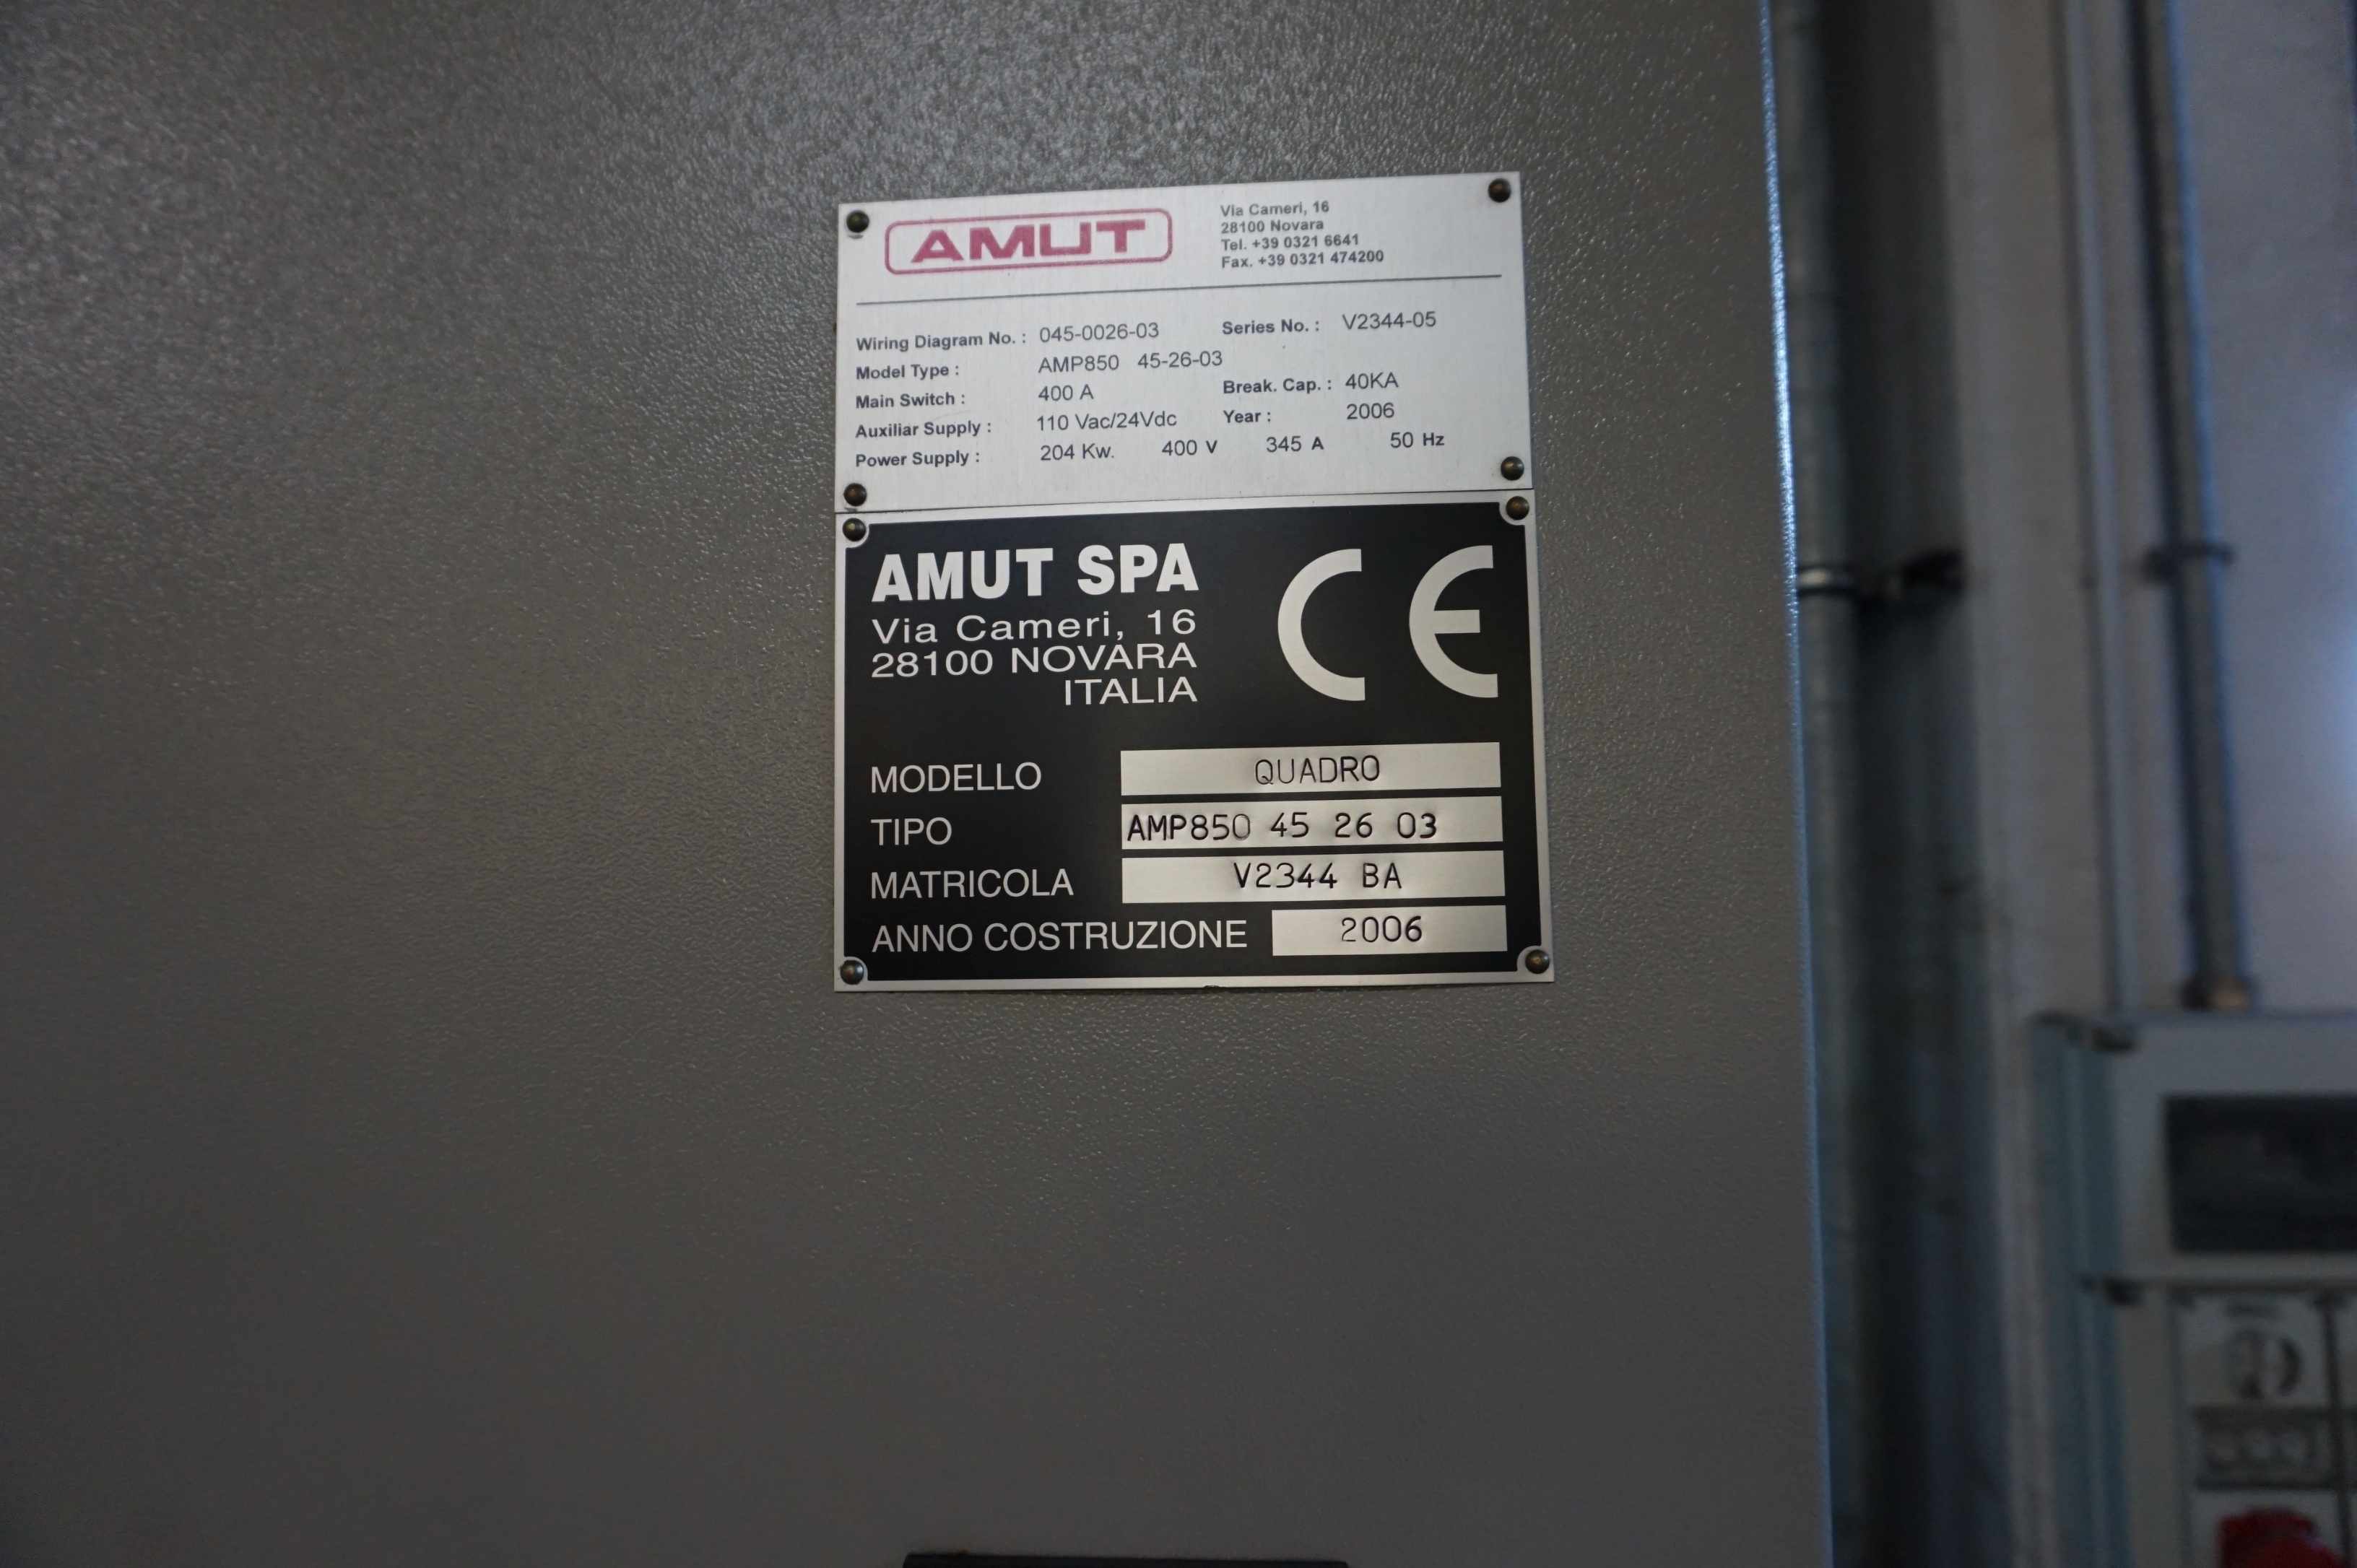 AMUT
Via Cameri, 16
28100 Novara
Tel. +39 0321 6641
Fax. +39 0321 474200
Wiring Diagram No. : 045-0026-03 Series No. : V2344-05
Model Type : AMP850 45-26-03
Main Switch : 400 A Break. Cap. : 40KA
Auxiliar Supply : 110 Vac/24Vdc Year : 2006
Power Supply : 204 Kw. 400 V 345 A 50 Hz
AMUT SPA
Via Cameri, 16
28100 NOVARA
ITALIA
CE
MODELLO QUADRO
TIPO AMP850 45 26 03
MATRICOLA V2344 BA
ANNO COSTRUZIONE 2006